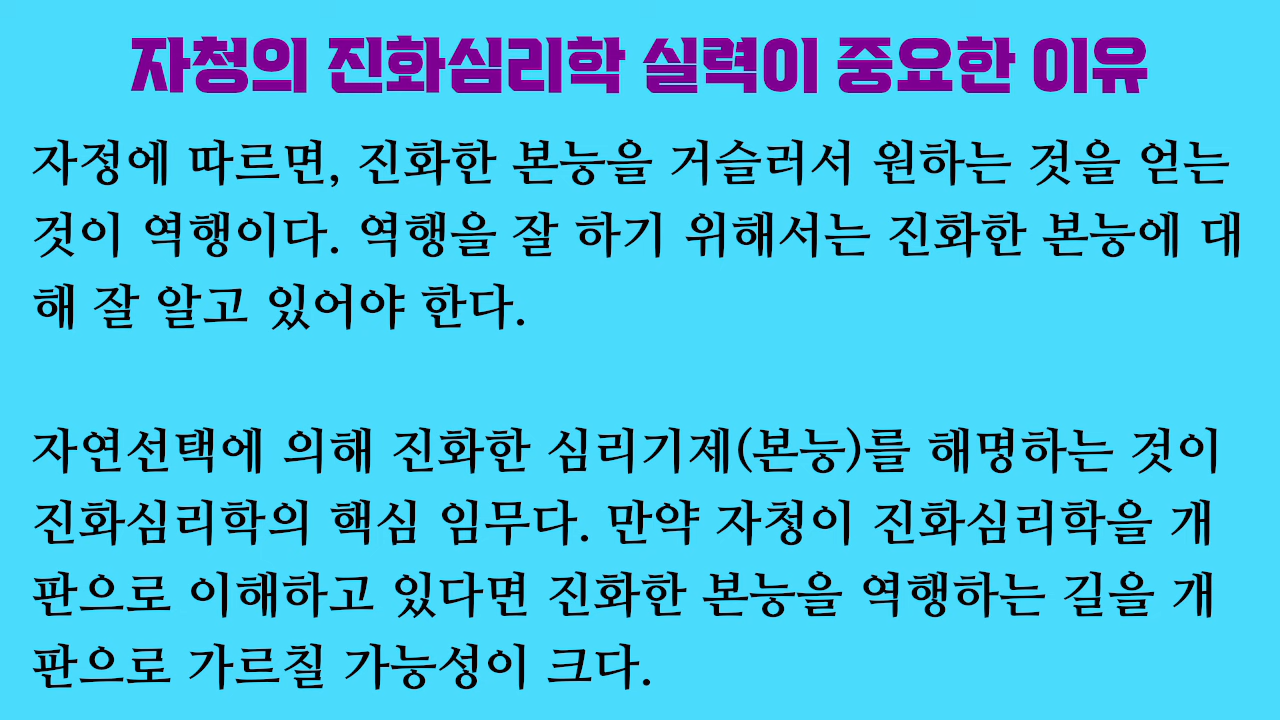 자청의 진화심리학 실력이 중요한 이유
자정에 따르면, 진화한 본능을 거슬러서 원하는 것을 얻는
것이 역행이다. 역행을 잘 하기 위해서는 진화한 본능에 대
해 잘 알고 있어야 한다.
자연선택에 의해 진화한 심리기제(본능)를 해명하는 것이
진화심리학의 핵심 임무다. 만약 자청이 진화심리학을 개
판으로 이해하고 있다면 진화한 본능을 역행하는 길을 개
판으로 가르칠 가능성이 크다.